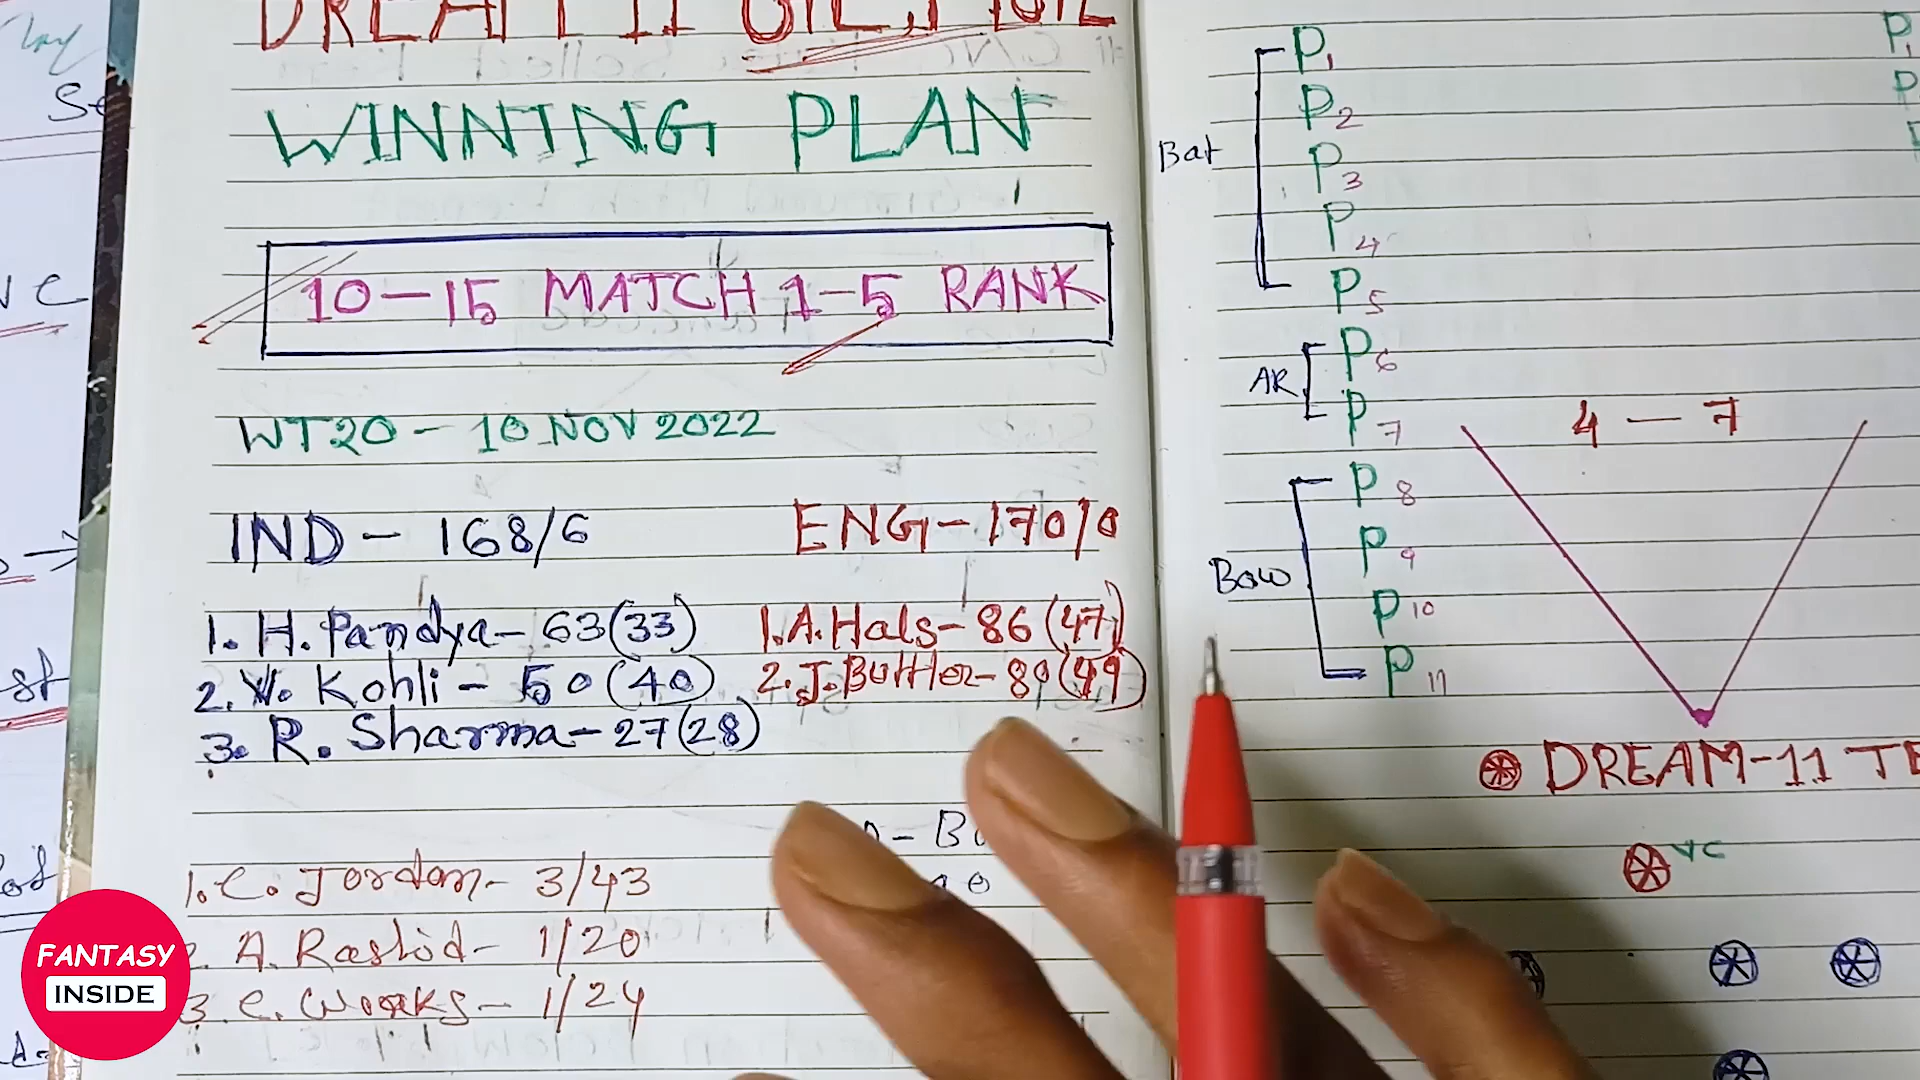 DREAM 11
WINNING PLAN
10-15 MATCH 1-5 RANK
WT20 - 10 NOV 2022
IND - 168/6
ENG - 170/0
1. H. Pandya - 63(33)
2. V. Kohli - 50(40)
3. R. Sharma - 27(28)
1. A. Hals - 86(47)
2. J. Buttler - 80(49)
1. C. Jordan - 3/43
2. A. Rashid - 1/20
3. C. Woaks - 1/24
FANTASY
INSIDE
Bat
P1
P2
P3
P4
P5
AR
P6
P7
Bow
P8
P9
P10
P11
4 - 7
DREAM-11 TE
VC